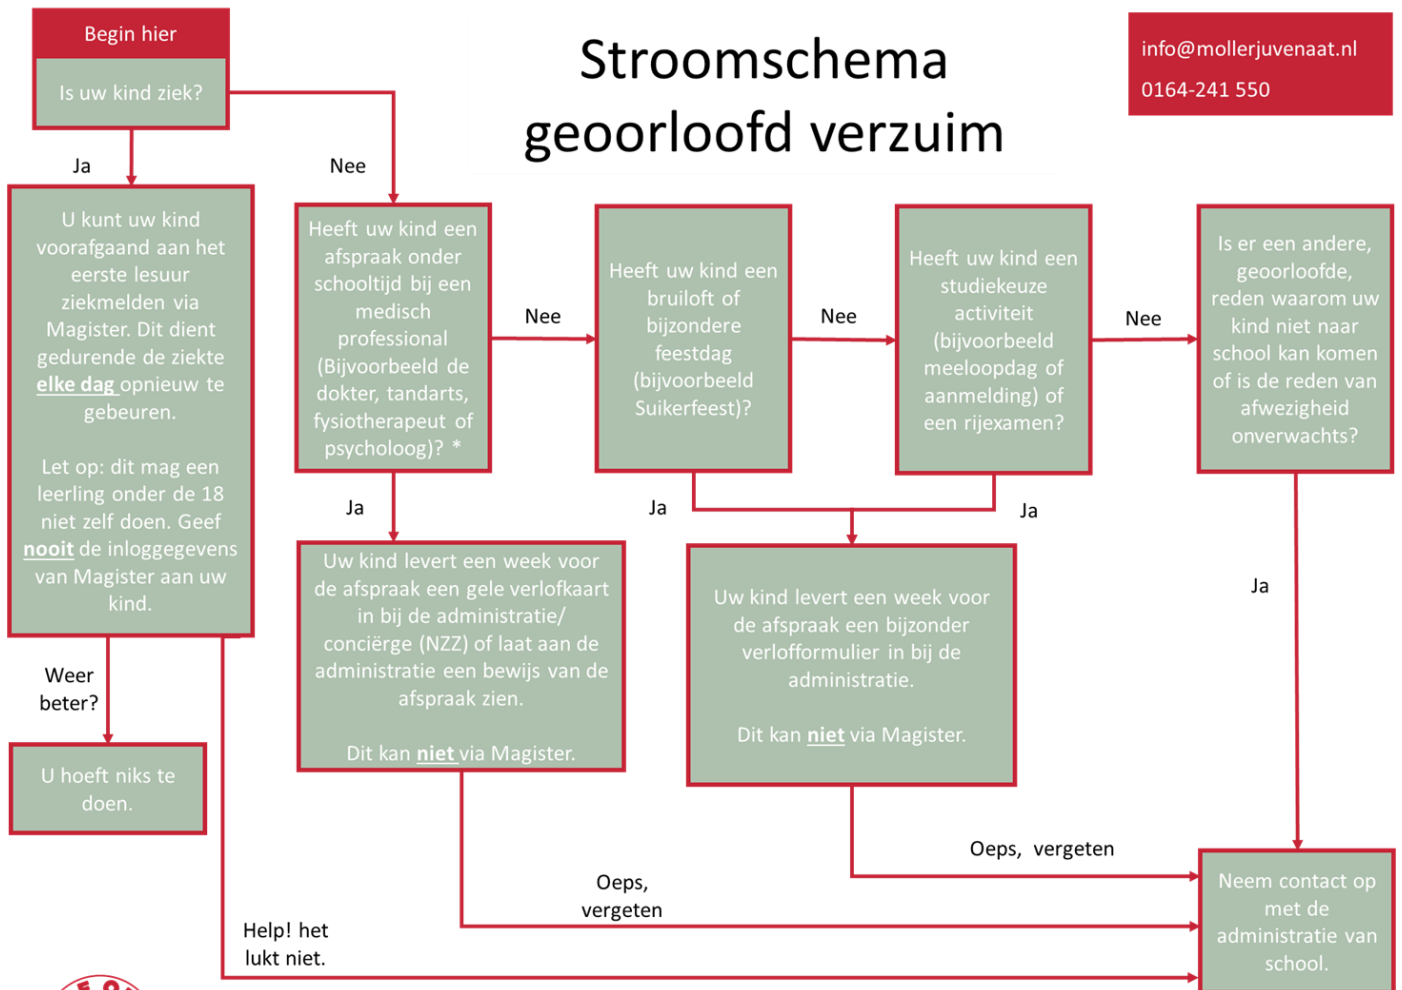 Begin hier
Is uw kind ziek?
Stroomschema
geoorloofd verzuim
info@mollerjuvenaat.nl
0164-241 550
Ja
Nee
U kunt uw kind
voorafgaand aan het
eerste lesuur
ziekmelden via
Magister. Dit dient
gedurende de ziekte
elke dag opnieuw te
gebeuren.
Let op: dit mag een
leerling onder de 18
niet zelf doen. Geef
nooit de inloggegevens
van Magister aan uw
kind.
Heeft uw kind een
afspraak onder
schooltijd bij een
medisch
professional
(Bijvoorbeeld de
dokter, tandarts,
fysiotherapeut of
psycholoog)? *
Nee
Heeft uw kind een
bruiloft of
bijzondere
feestdag
(bijvoorbeeld
Suikerfeest)?
Nee
Heeft uw kind een
studiekeuze
activiteit
(bijvoorbeeld
meeloopdag of
aanmelding) of
een rijexamen?
Nee
Is er een andere,
geoorloofde,
reden waarom uw
kind niet naar
school kan komen
of is de reden van
afwezigheid
onverwachts?
Ja
Ja
Ja
Ja
Uw kind levert een week voor
de afspraak een gele verlofkaart
in bij de administratie/
conciërge (NZZ) of laat aan de
administratie een bewijs van de
afspraak zien.
Dit kan niet via Magister.
Uw kind levert een week voor
de afspraak een bijzonder
verlofformulier in bij de
administratie.
Dit kan niet via Magister.
Weer
beter?
U hoeft niks te
doen.
Oeps, vergeten
Oeps,
vergeten
Help! het
lukt niet.
Neem contact op
met de
administratie van
school.